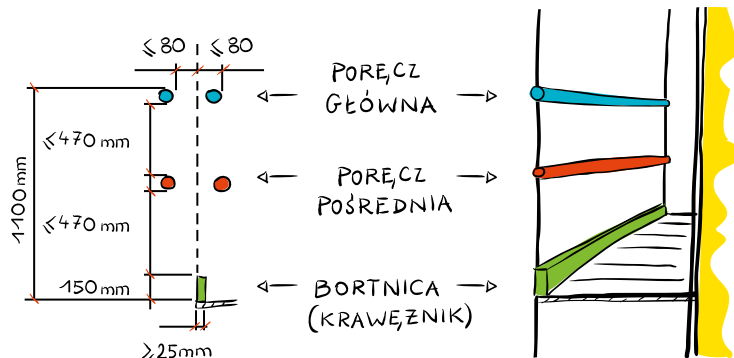 ⩽80 ⩽80
PORĘCZ
GŁÓWNA
⩽470 mm
1100mm
PORĘCZ
POŚREDNIA
⩽470 mm
150 mm
BORTNICA
(KRAWĘŻNIK)
⩾25mm